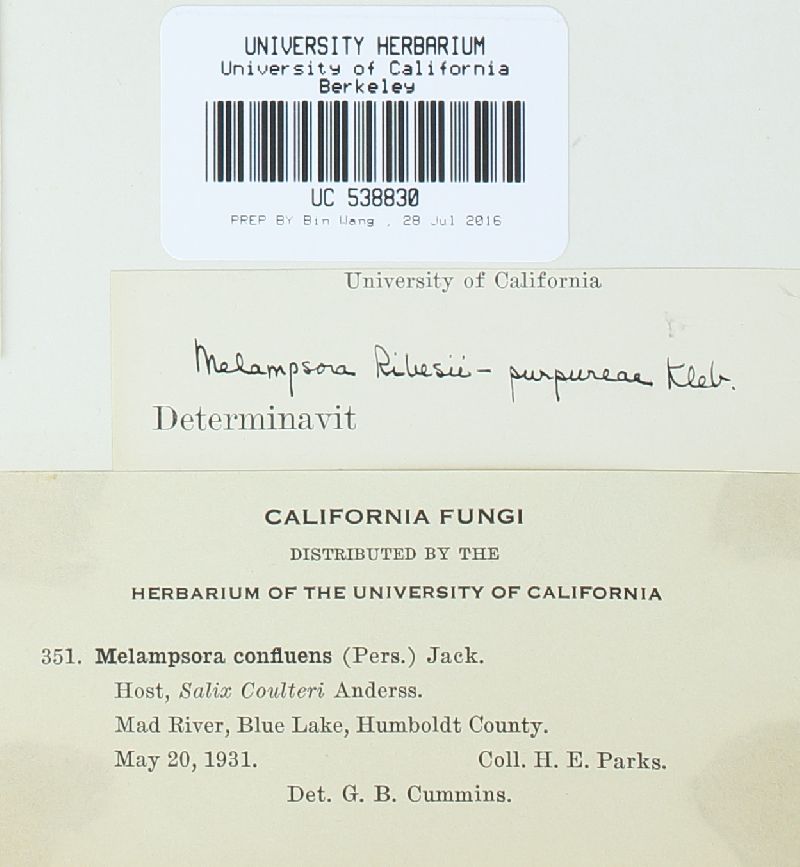 UNIVERSITY HERBARIUM
University of California
Berkeley
UC 538830
PREP BY Bin Wang , 28 Jul 2016
University of California
Melampsora Ribesii-purpureae Kleb.
Determinavit
CALIFORNIA FUNGI
DISTRIBUTED BY THE
HERBARIUM OF THE UNIVERSITY OF CALIFORNIA
351. Melampsora confluens (Pers.) Jack.
Host, Salix Coulteri Anderss.
Mad River, Blue Lake, Humboldt County.
May 20, 1931. Coll. H. E. Parks.
Det. G. B. Cummins.